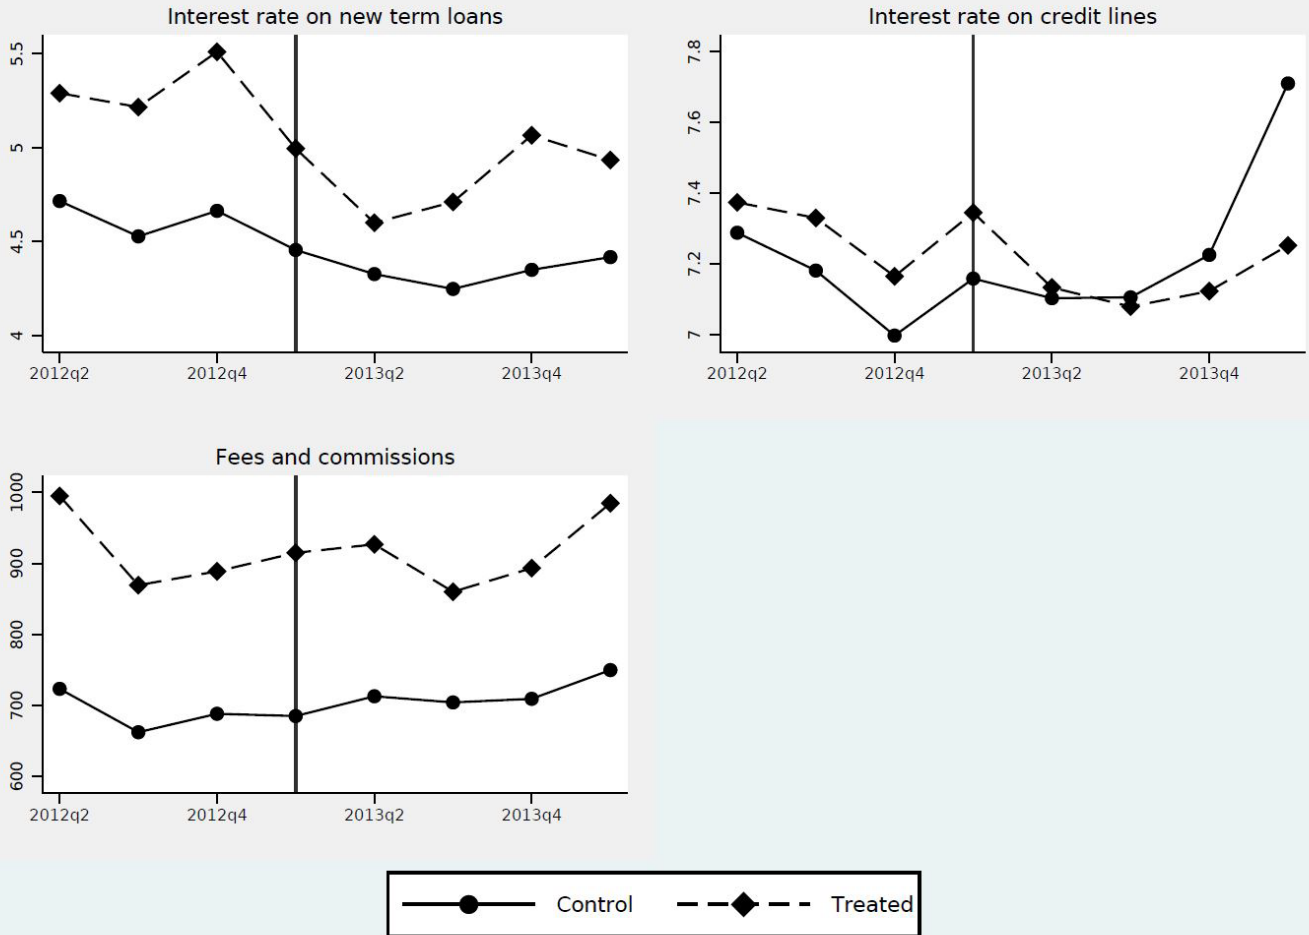 Interest rate on new term loans
5.5
5
4.5
4
2012q2 2012q4 2013q2 2013q4
Interest rate on credit lines
7.8
7.6
7.4
7.2
7
2012q2 2012q4 2013q2 2013q4
Fees and commissions
1000
900
800
700
600
2012q2 2012q4 2013q2 2013q4
Control Treated